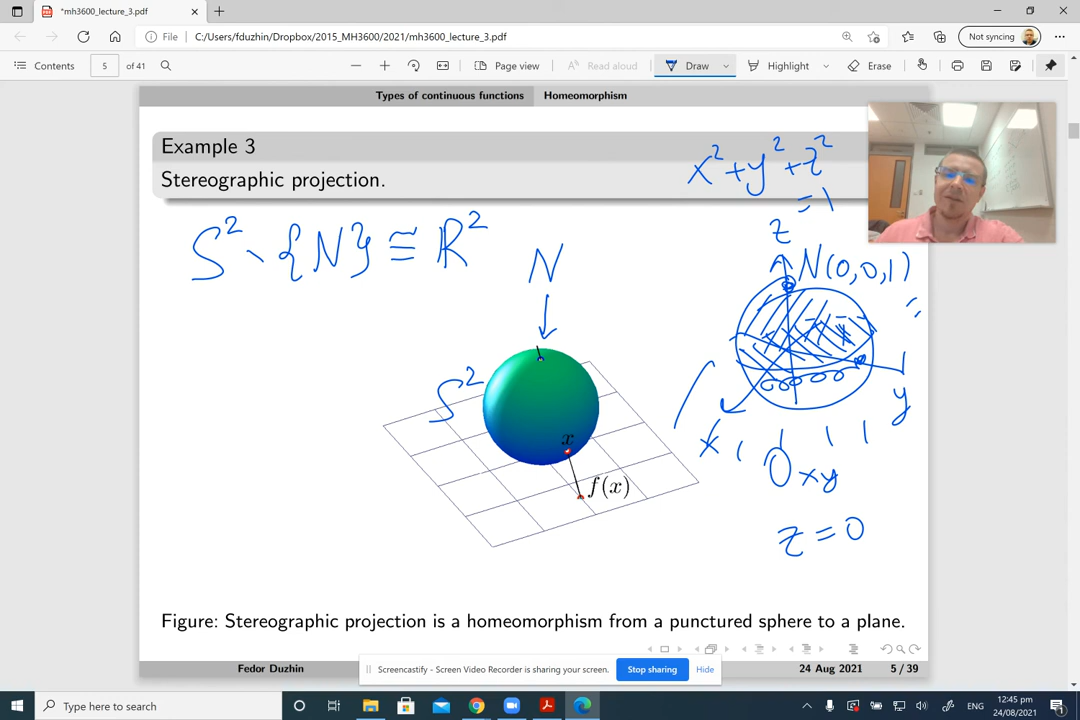 *mh3600_lecture_3.pdf
File C:/Users/fduzhin/Dropbox/2015_MH3600/2021/mh3600_lecture_3.pdf
Not syncing
Contents 5 of 41 Page view Read aloud Draw Highlight Erase
Types of continuous functions Homeomorphism
Example 3
Stereographic projection.
x² + y² + z²
= 1
S² \ {N} ≅ R²
N
z
N(0,0,1)
S²
y
x
x
f(x)
Oxy
z = 0
Figure: Stereographic projection is a homeomorphism from a punctured sphere to a plane.
Fedor Duzhin 24 Aug 2021 5 / 39
Screencastify - Screen Video Recorder is sharing your screen. Stop sharing Hide
Type here to search
ENG
12:45 PM
24/08/2021